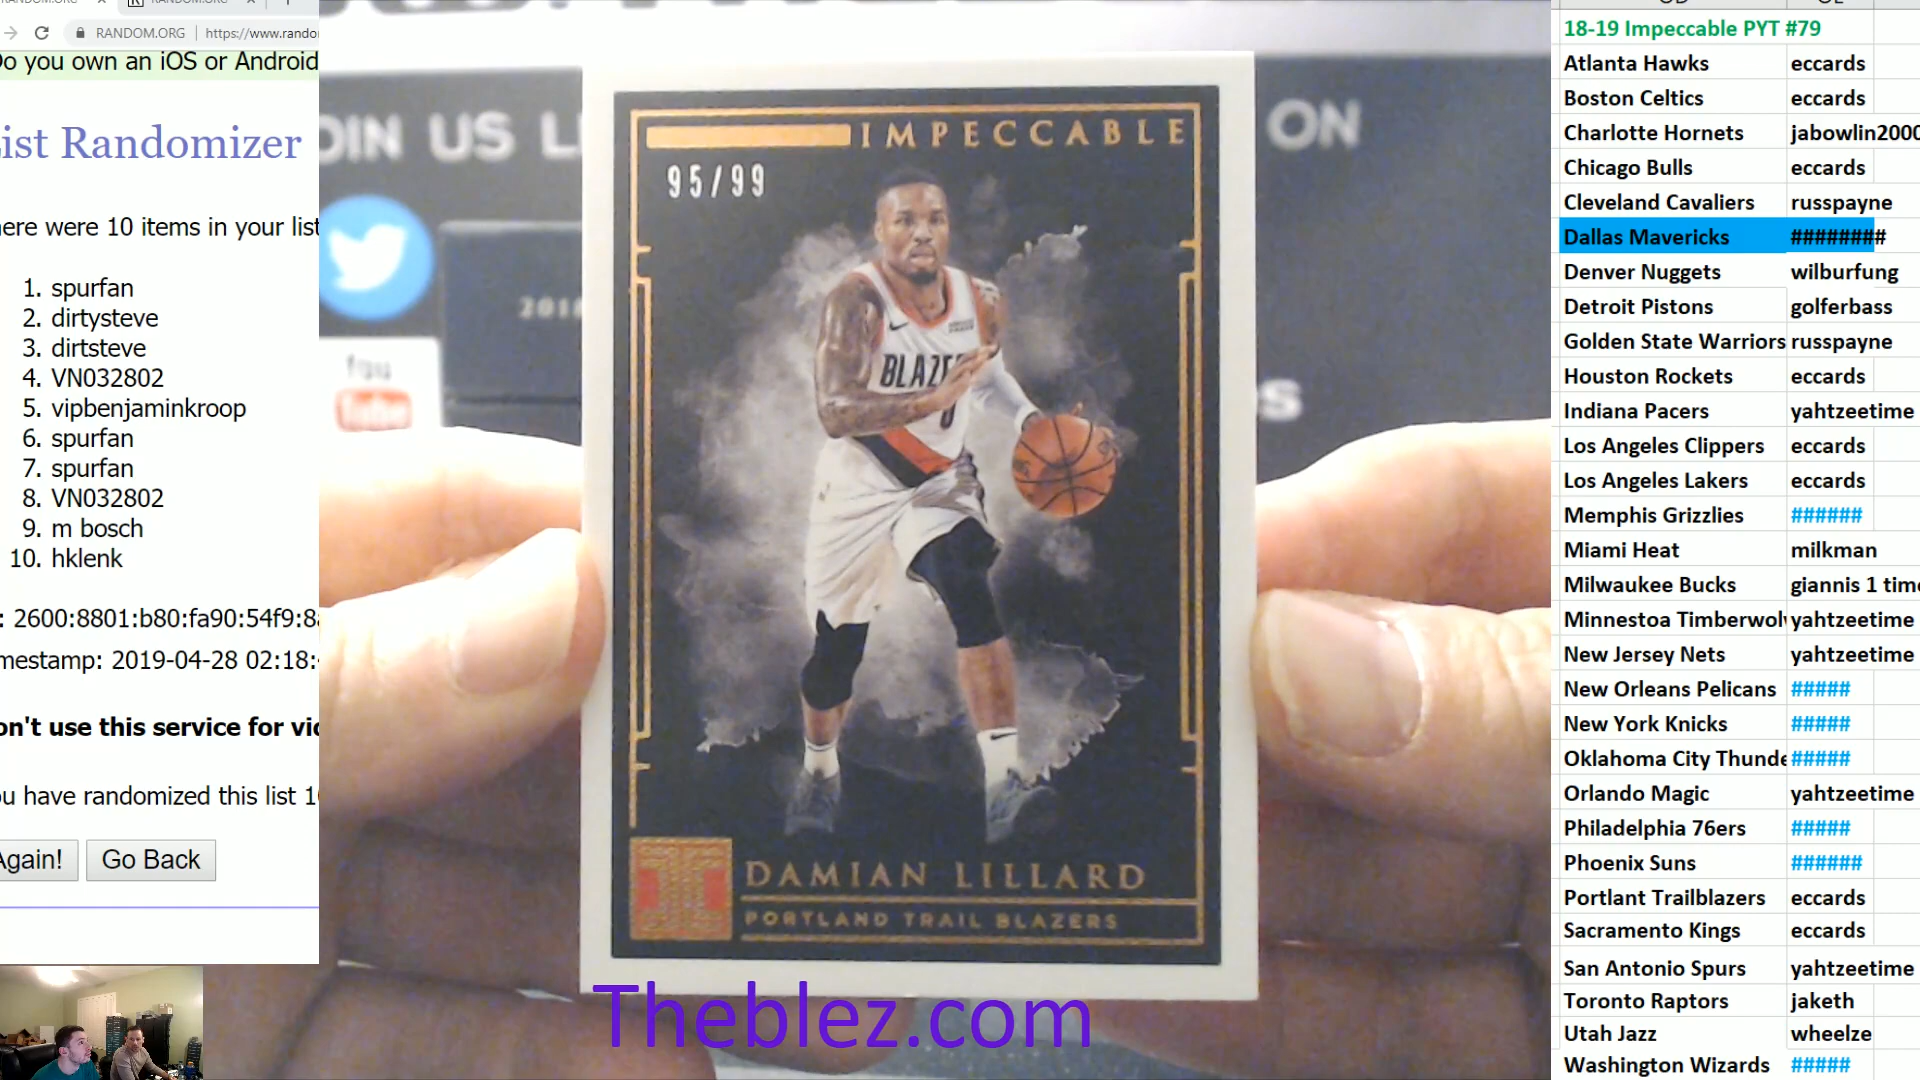 RANDOM.ORG
https://www.rando
Do you own an iOS or Android
ist Randomizer
ere were 10 items in your list
1. spurfan
2. dirtysteve
3. dirtsteve
4. VN032802
5. vipbenjaminkroop
6. spurfan
7. spurfan
8. VN032802
9. m bosch
10. hklenk
: 2600:8801:b80:fa90:54f9:8
mestamp: 2019-04-28 02:18:
on't use this service for vi
u have randomized this list 1
Again!
Go Back
OIN US L
ON
You
Tube
S
IMPECCABLE
95/99
BLAZE
DAMIAN LILLARD
PORTLAND TRAIL BLAZERS
Theblez.com
18-19 Impeccable PYT #79
Atlanta Hawks eccards
Boston Celtics eccards
Charlotte Hornets jabowlin2000
Chicago Bulls eccards
Cleveland Cavaliers russpayne
Dallas Mavericks ########
Denver Nuggets wilburfung
Detroit Pistons golferbass
Golden State Warriors russpayne
Houston Rockets eccards
Indiana Pacers yahtzeetime
Los Angeles Clippers eccards
Los Angeles Lakers eccards
Memphis Grizzlies ######
Miami Heat milkman
Milwaukee Bucks giannis 1 tim
Minnestoa Timberwol yahtzeetime
New Jersey Nets yahtzeetime
New Orleans Pelicans #####
New York Knicks #####
Oklahoma City Thunde #####
Orlando Magic yahtzeetime
Philadelphia 76ers #####
Phoenix Suns ######
Portlant Trailblazers eccards
Sacramento Kings eccards
San Antonio Spurs yahtzeetime
Toronto Raptors jaketh
Utah Jazz wheelze
Washington Wizards #####